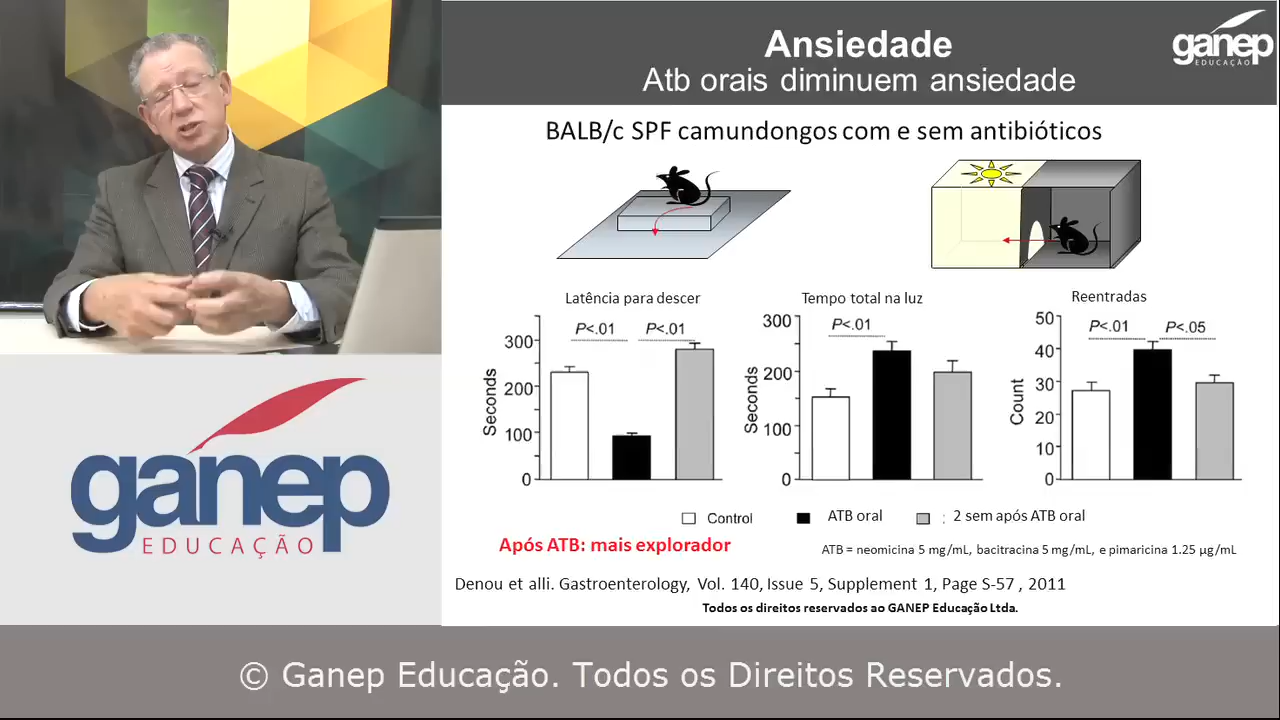 Ansiedade
Atb orais diminuem ansiedade
ganep
EDUCAÇÃO
BALB/c SPF camundongos com e sem antibióticos
Latência para descer
Tempo total na luz
Reentradas
P<.01
P<.01
300
200
100
0
Seconds
P<.01
300
200
100
0
Seconds
P<.01
P<.05
50
40
30
20
10
0
Count
Control
ATB oral
: 2 sem após ATB oral
Após ATB: mais explorador
ATB = neomicina 5 mg/mL, bacitracina 5 mg/mL, e pimaricina 1.25 µg/mL
Denou et alli. Gastroenterology, Vol. 140, Issue 5, Supplement 1, Page S-57 , 2011
Todos os direitos reservados ao GANEP Educação Ltda.
ganep
EDUCAÇÃO
© Ganep Educação. Todos os Direitos Reservados.